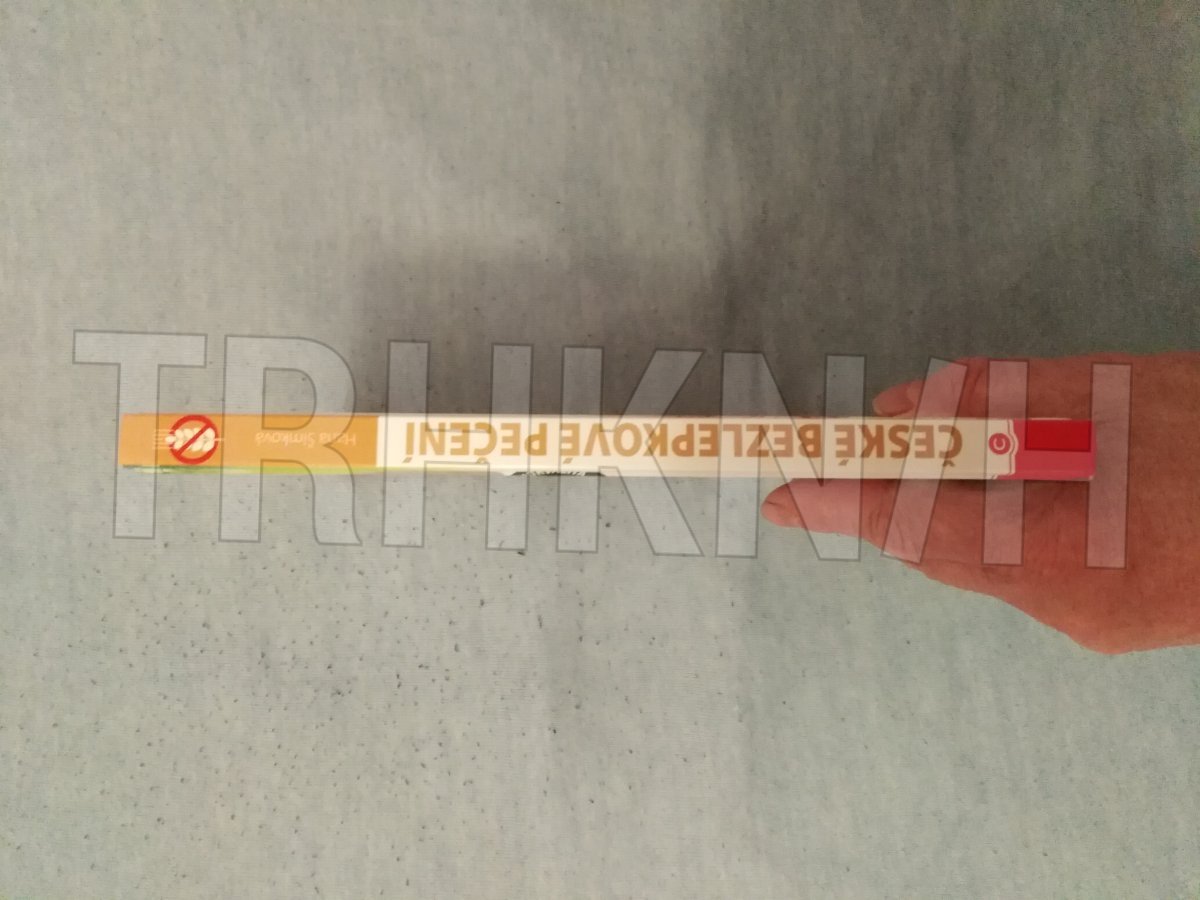 TRHKNIH
Hana Šimková
ČESKÉ BEZLEPKOVÉ PEČENÍ